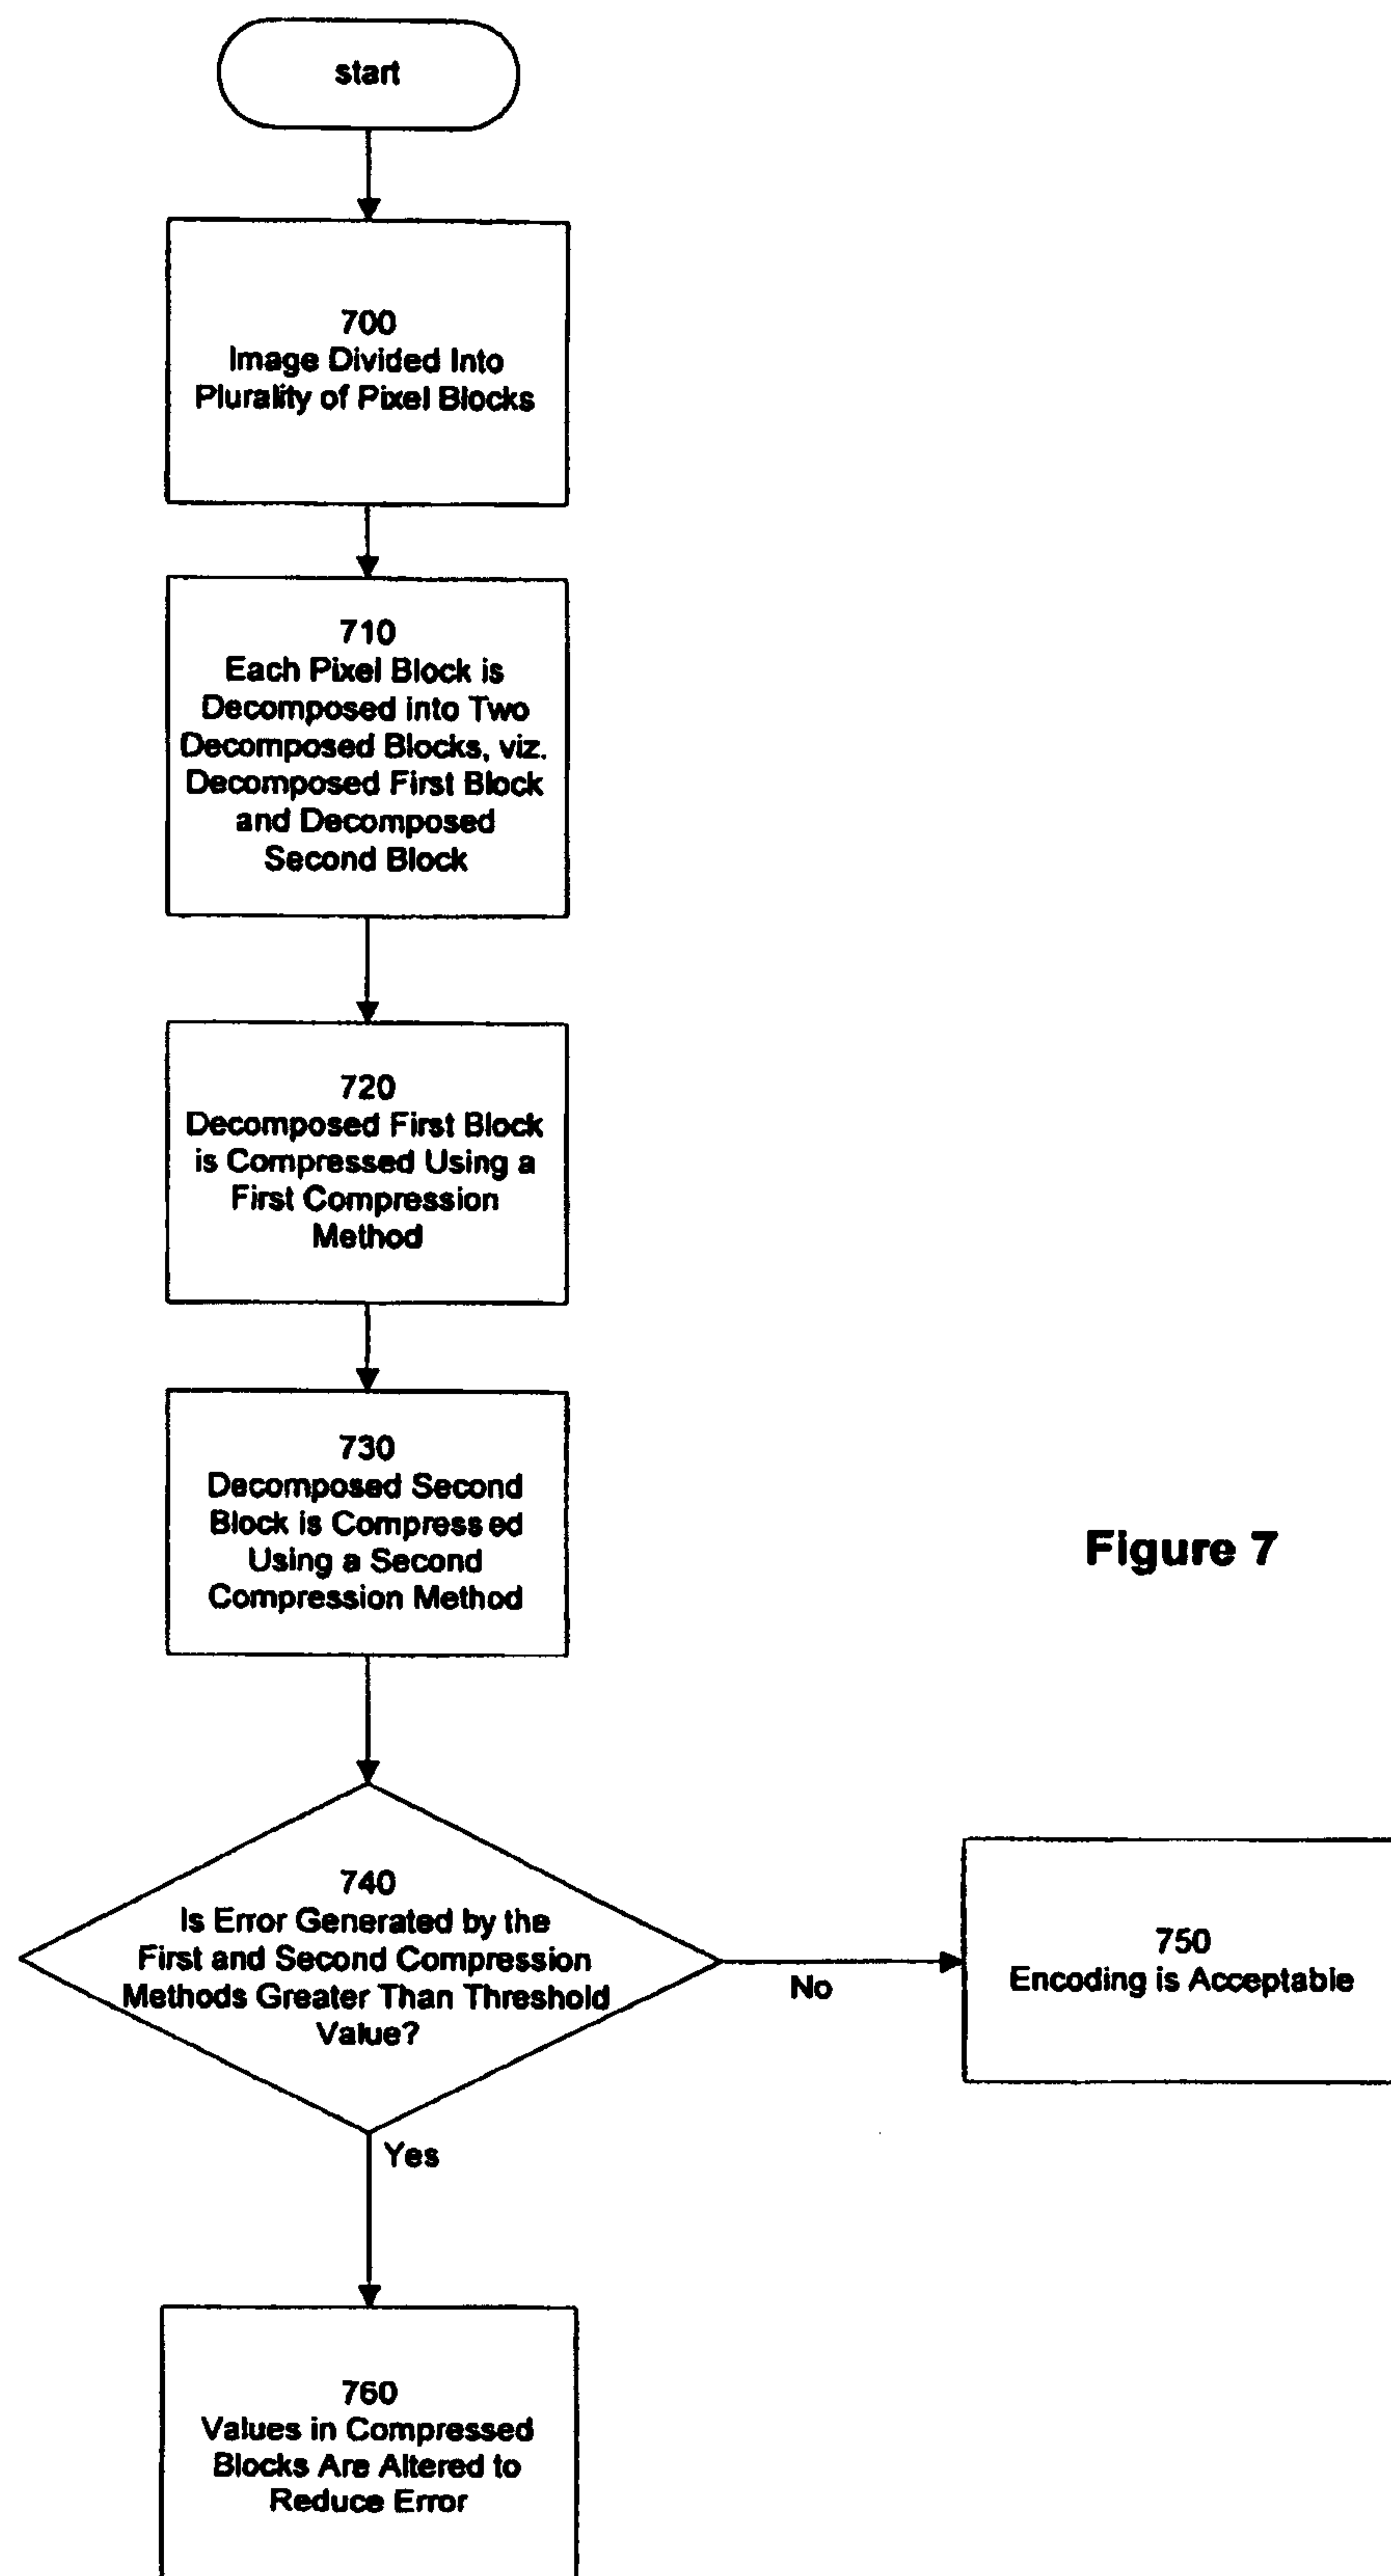 start
700
Image Divided Into
Plurality of Pixel Blocks
710
Each Pixel Block is
Decomposed into Two
Decomposed Blocks, viz.
Decomposed First Block
and Decomposed
Second Block
720
Decomposed First Block
is Compressed Using a
First Compression
Method
730
Decomposed Second
Block is Compressed
Using a Second
Compression Method
Figure 7
740
Is Error Generated by the
First and Second Compression
Methods Greater Than Threshold
Value?
No
750
Encoding is Acceptable
Yes
760
Values in Compressed
Blocks Are Altered to
Reduce Error